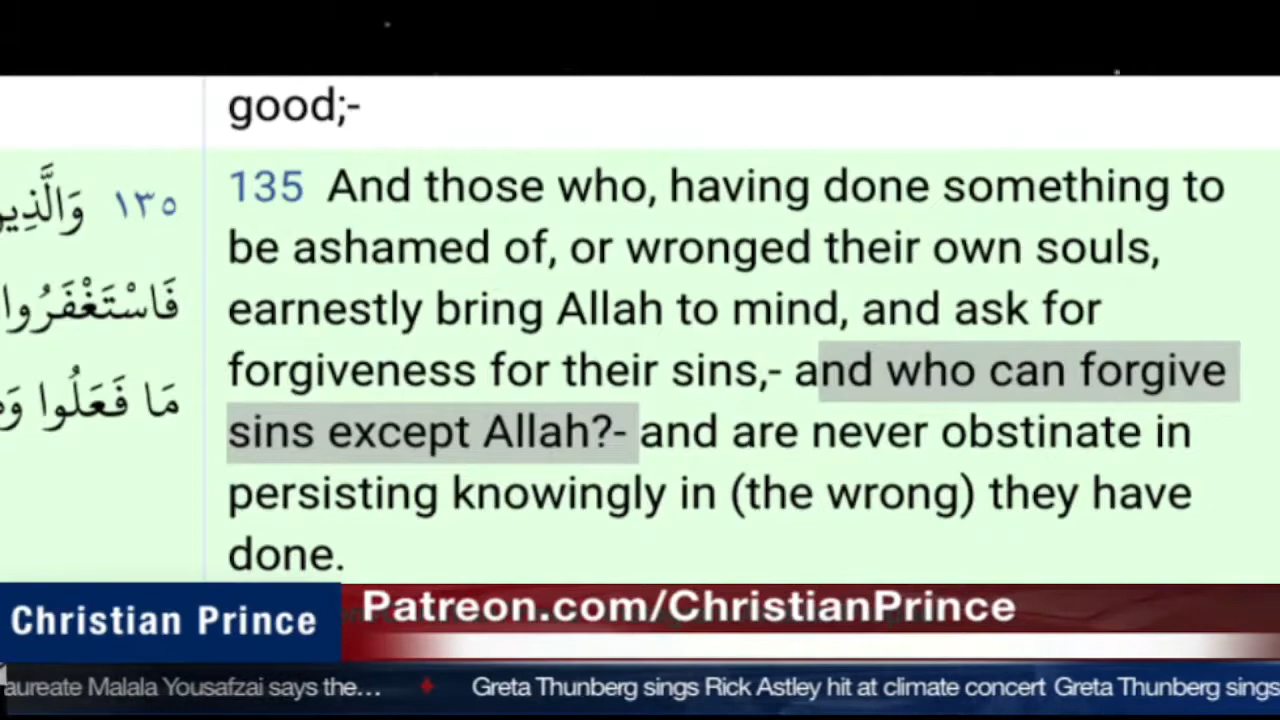 good;-
135 And those who, having done something to
be ashamed of, or wronged their own souls,
earnestly bring Allah to mind, and ask for
forgiveness for their sins,- and who can forgive
sins except Allah?- and are never obstinate in
persisting knowingly in (the wrong) they have
done.
١٣٥ وَالَّذِي
فَاسْتَغْفَرُوا
مَا فَعَلُوا وَ
Christian Prince
Patreon.com/ChristianPrince
aureate Malala Yousafzai says the... Greta Thunberg sings Rick Astley hit at climate concert Greta Thunberg sings